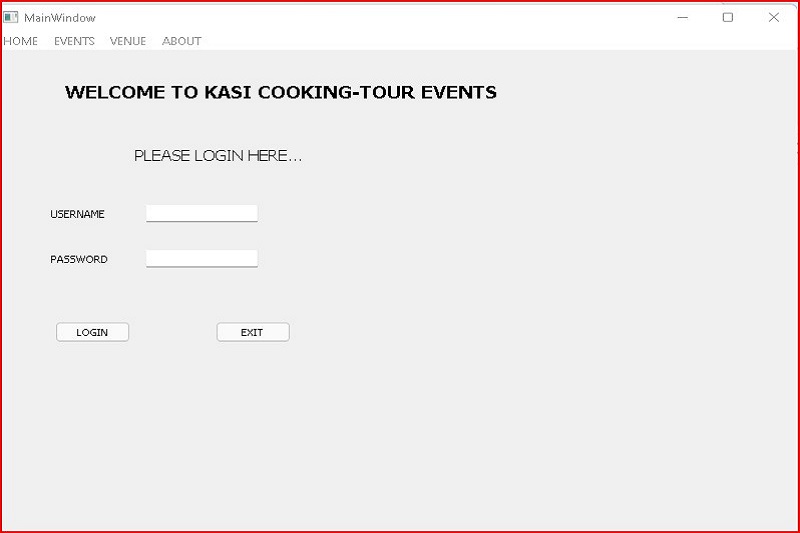 MainWindow
HOME EVENTS VENUE ABOUT
WELCOME TO KASI COOKING-TOUR EVENTS
PLEASE LOGIN HERE...
USERNAME
PASSWORD
LOGIN EXIT